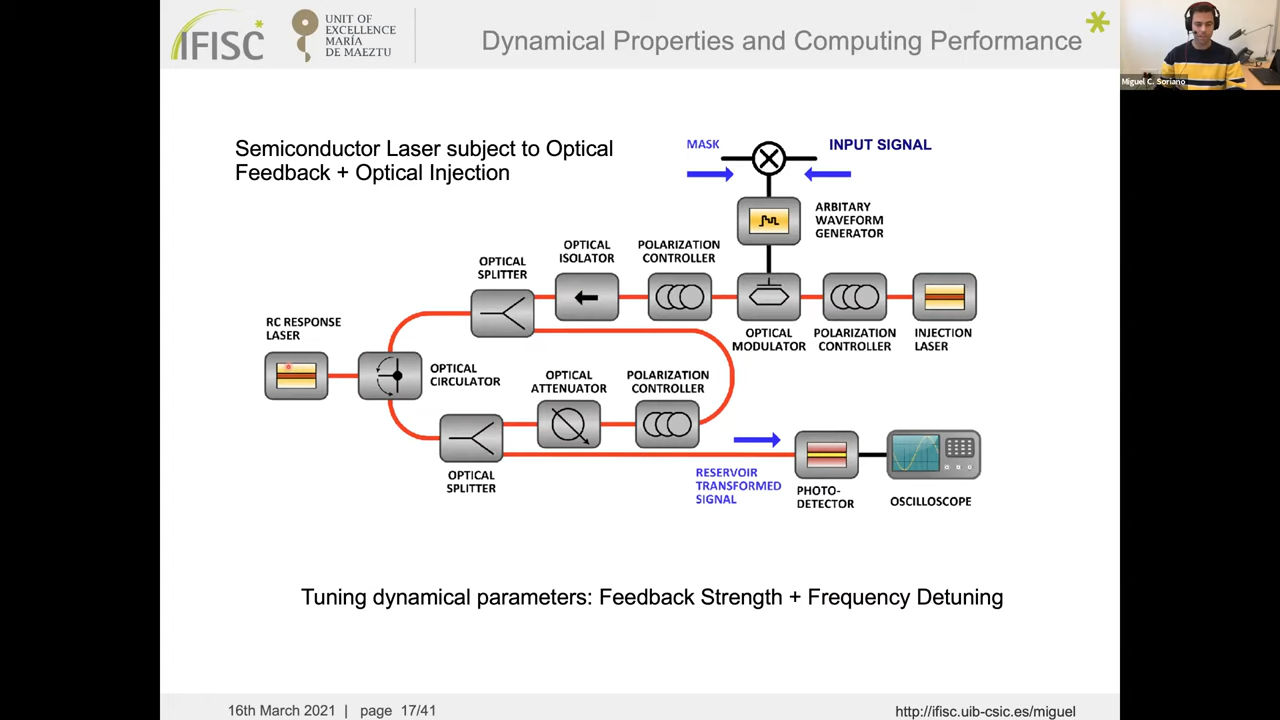 IFISC
UNIT OF
EXCELLENCE
MARÍA
DE MAEZTU
Dynamical Properties and Computing Performance
Miguel C. Soriano
Semiconductor Laser subject to Optical
Feedback + Optical Injection
MASK
INPUT SIGNAL
ARBITARY
WAVEFORM
GENERATOR
OPTICAL
SPLITTER
OPTICAL
ISOLATOR
POLARIZATION
CONTROLLER
OPTICAL
MODULATOR
POLARIZATION
CONTROLLER
INJECTION
LASER
RC RESPONSE
LASER
OPTICAL
CIRCULATOR
OPTICAL
ATTENUATOR
POLARIZATION
CONTROLLER
OPTICAL
SPLITTER
RESERVOIR
TRANSFORMED
SIGNAL
PHOTO-
DETECTOR
OSCILLOSCOPE
Tuning dynamical parameters: Feedback Strength + Frequency Detuning
16th March 2021 | page 17/41
http://ifisc.uib-csic.es/miguel